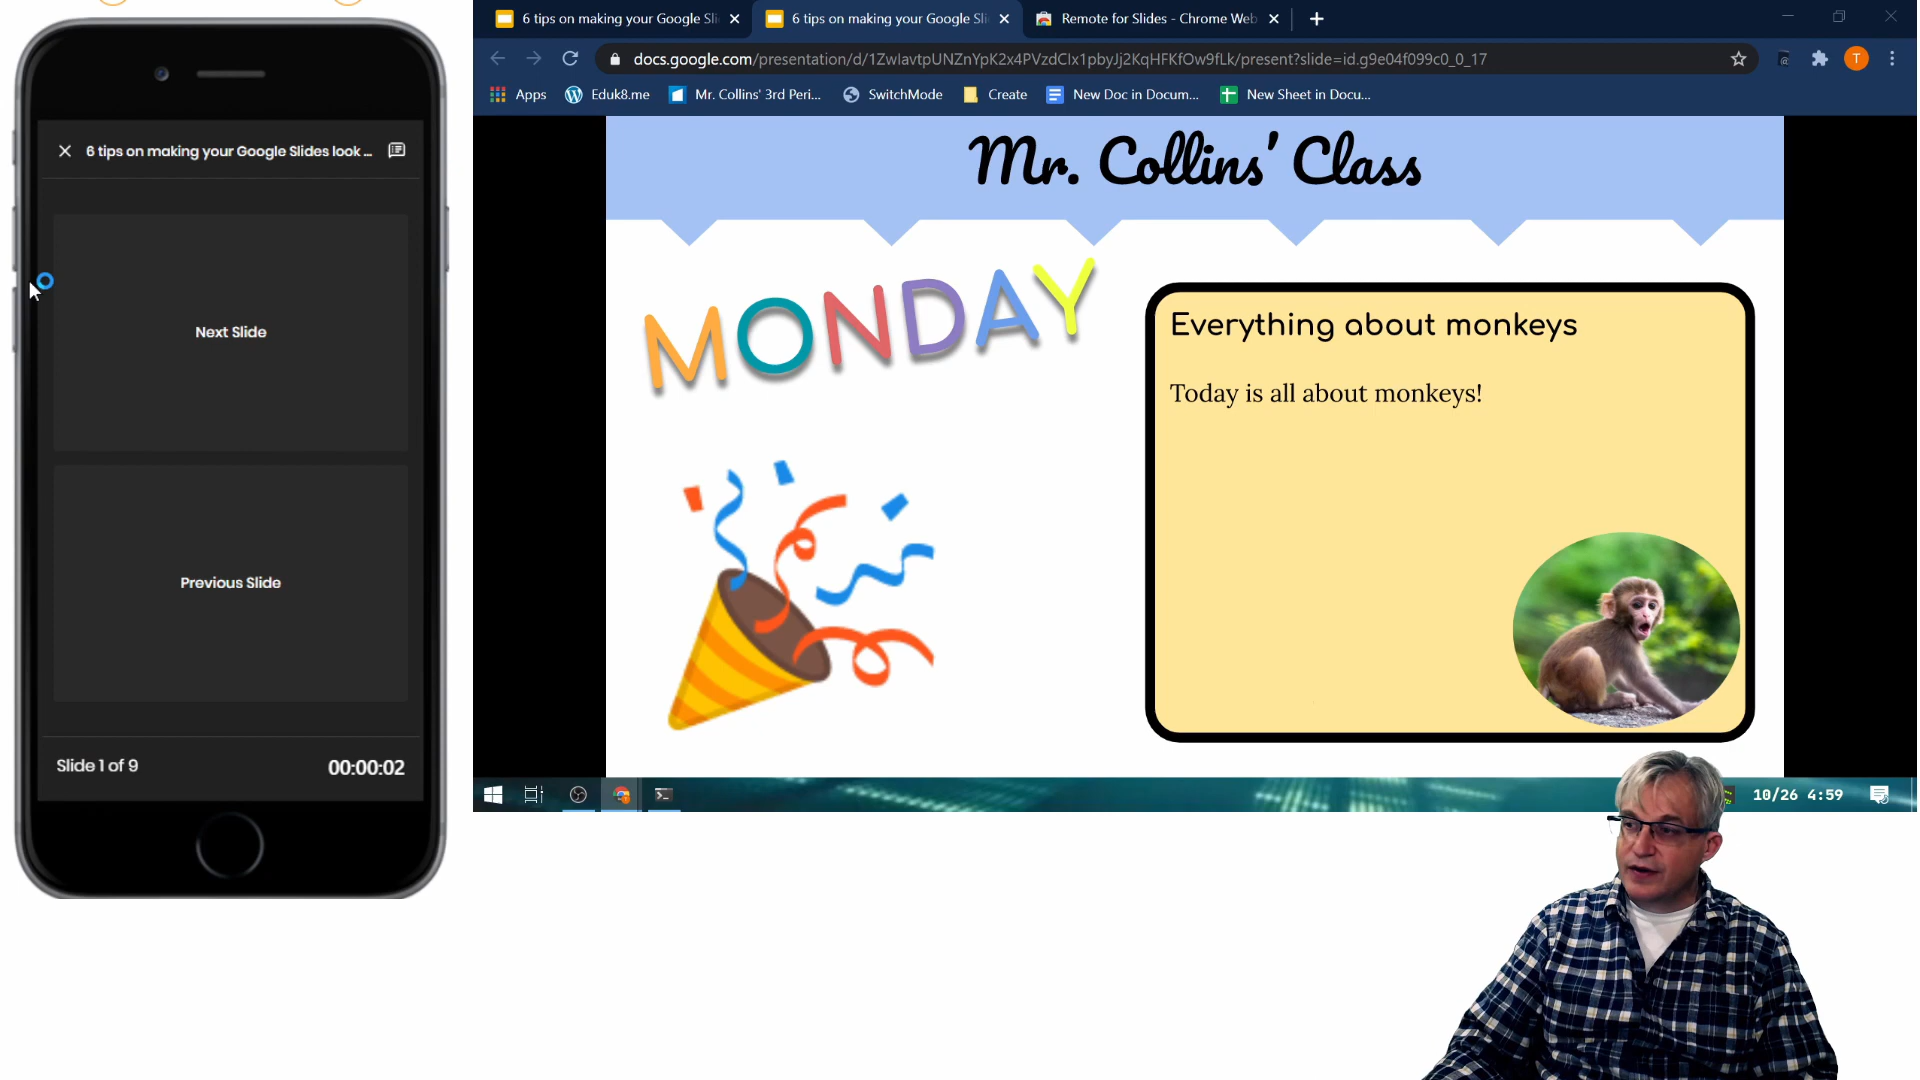 6 tips on making your Google Slides look ...
Next Slide
Previous Slide
Slide 1 of 9
00:00:02
6 tips on making your Google Sli
6 tips on making your Google Sli
Remote for Slides - Chrome Web
docs.google.com/presentation/d/1ZwIavtpUNZnYpK2x4PVzdCIx1pbyJj2KqHFKfOw9fLk/present?slide=id.g9e04f099c0_0_17
T
Apps
Eduk8.me
Mr. Collins' 3rd Peri...
SwitchMode
Create
New Doc in Docum...
New Sheet in Docu...
Mr. Collins' Class
MONDAY
Everything about monkeys
Today is all about monkeys!
10/26 4:59